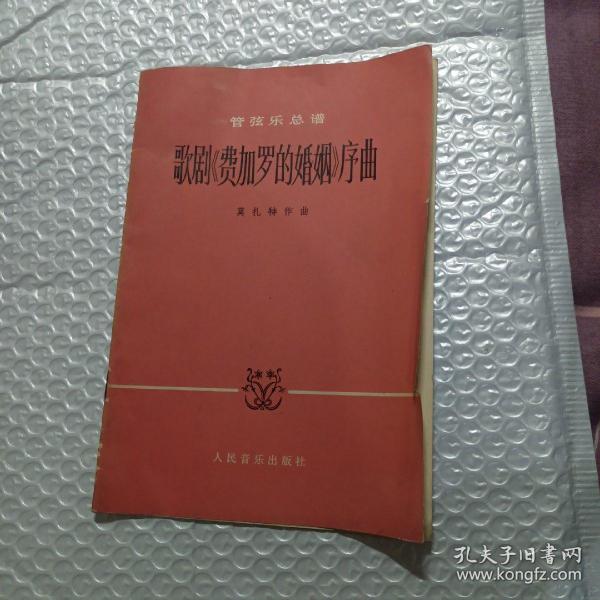 管弦乐总谱
歌剧《费加罗的婚姻》序曲
莫扎特作曲
人民音乐出版社
孔夫子旧书网
www.kongfz.com